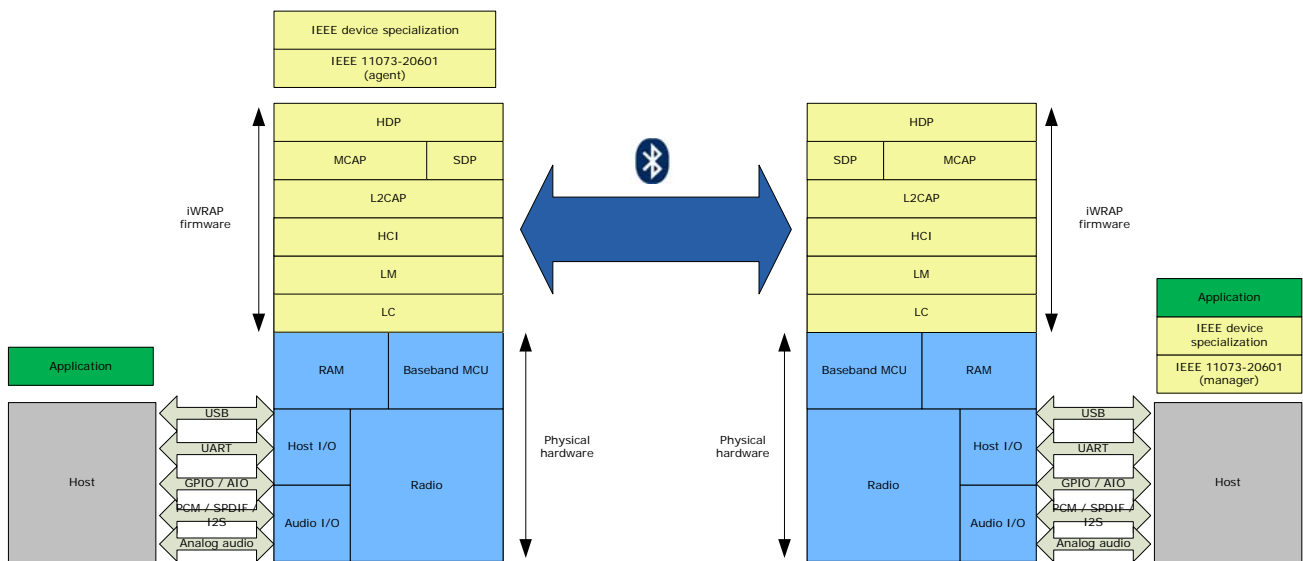 IEEE device specialization
IEEE 11073-20601
(agent)
HDP
MCAP
SDP
L2CAP
HCI
LM
LC
iWRAP
firmware
RAM
Baseband MCU
Host I/O
Radio
Audio I/O
Physical
hardware
Application
Host
USB
UART
GPIO / AIO
PCM / SPDIF /
I2S
Analog audio
HDP
SDP
MCAP
L2CAP
HCI
LM
LC
iWRAP
firmware
Baseband MCU
RAM
Radio
Host I/O
Audio I/O
Physical
hardware
USB
UART
GPIO / AIO
PCM / SPDIF /
I2S
Analog audio
Application
IEEE device
specialization
IEEE 11073-20601
(manager)
Host